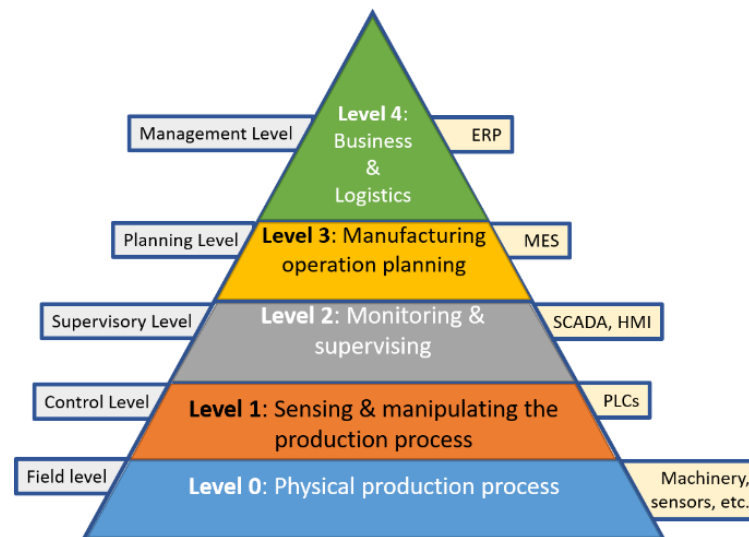 Level 4:
Business
&
Logistics
Management Level
ERP
Level 3: Manufacturing
operation planning
Planning Level
MES
Level 2: Monitoring &
supervising
Supervisory Level
SCADA, HMI
Level 1: Sensing & manipulating the
production process
Control Level
PLCs
Level 0: Physical production process
Field level
Machinery,
sensors, etc.